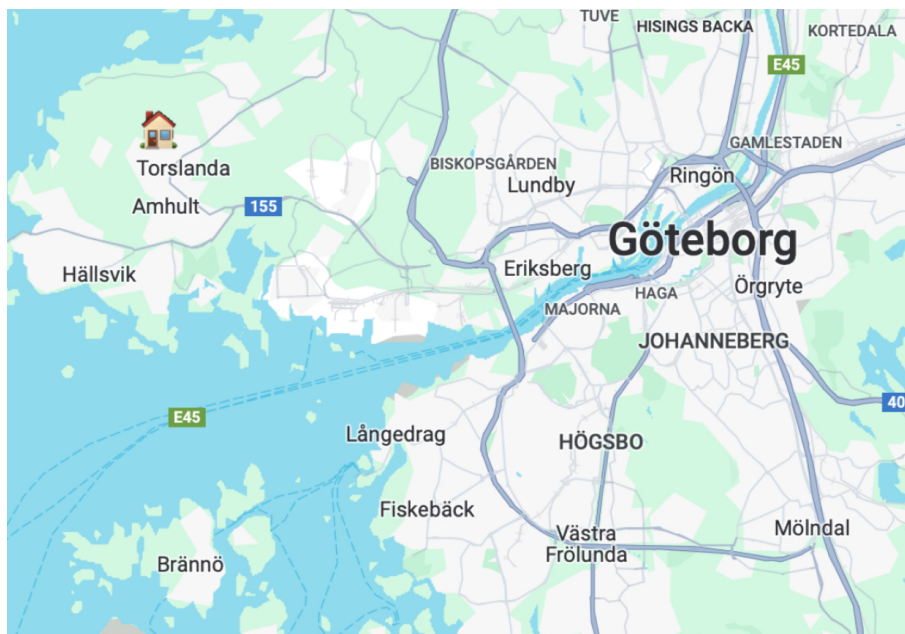 TUVE
HISINGS BACKA
KORTEDALA
E45
GAMLESTADEN
BISKOPSGÅRDEN
Torslanda
Lundby
Ringön
Amhult
155
Göteborg
Hällsvik
Eriksberg
Örgryte
HAGA
MAJORNA
JOHANNEBERG
40
E45
Långedrag
HÖGSBO
Fiskebäck
Västra
Frölunda
Mölndal
Brännö